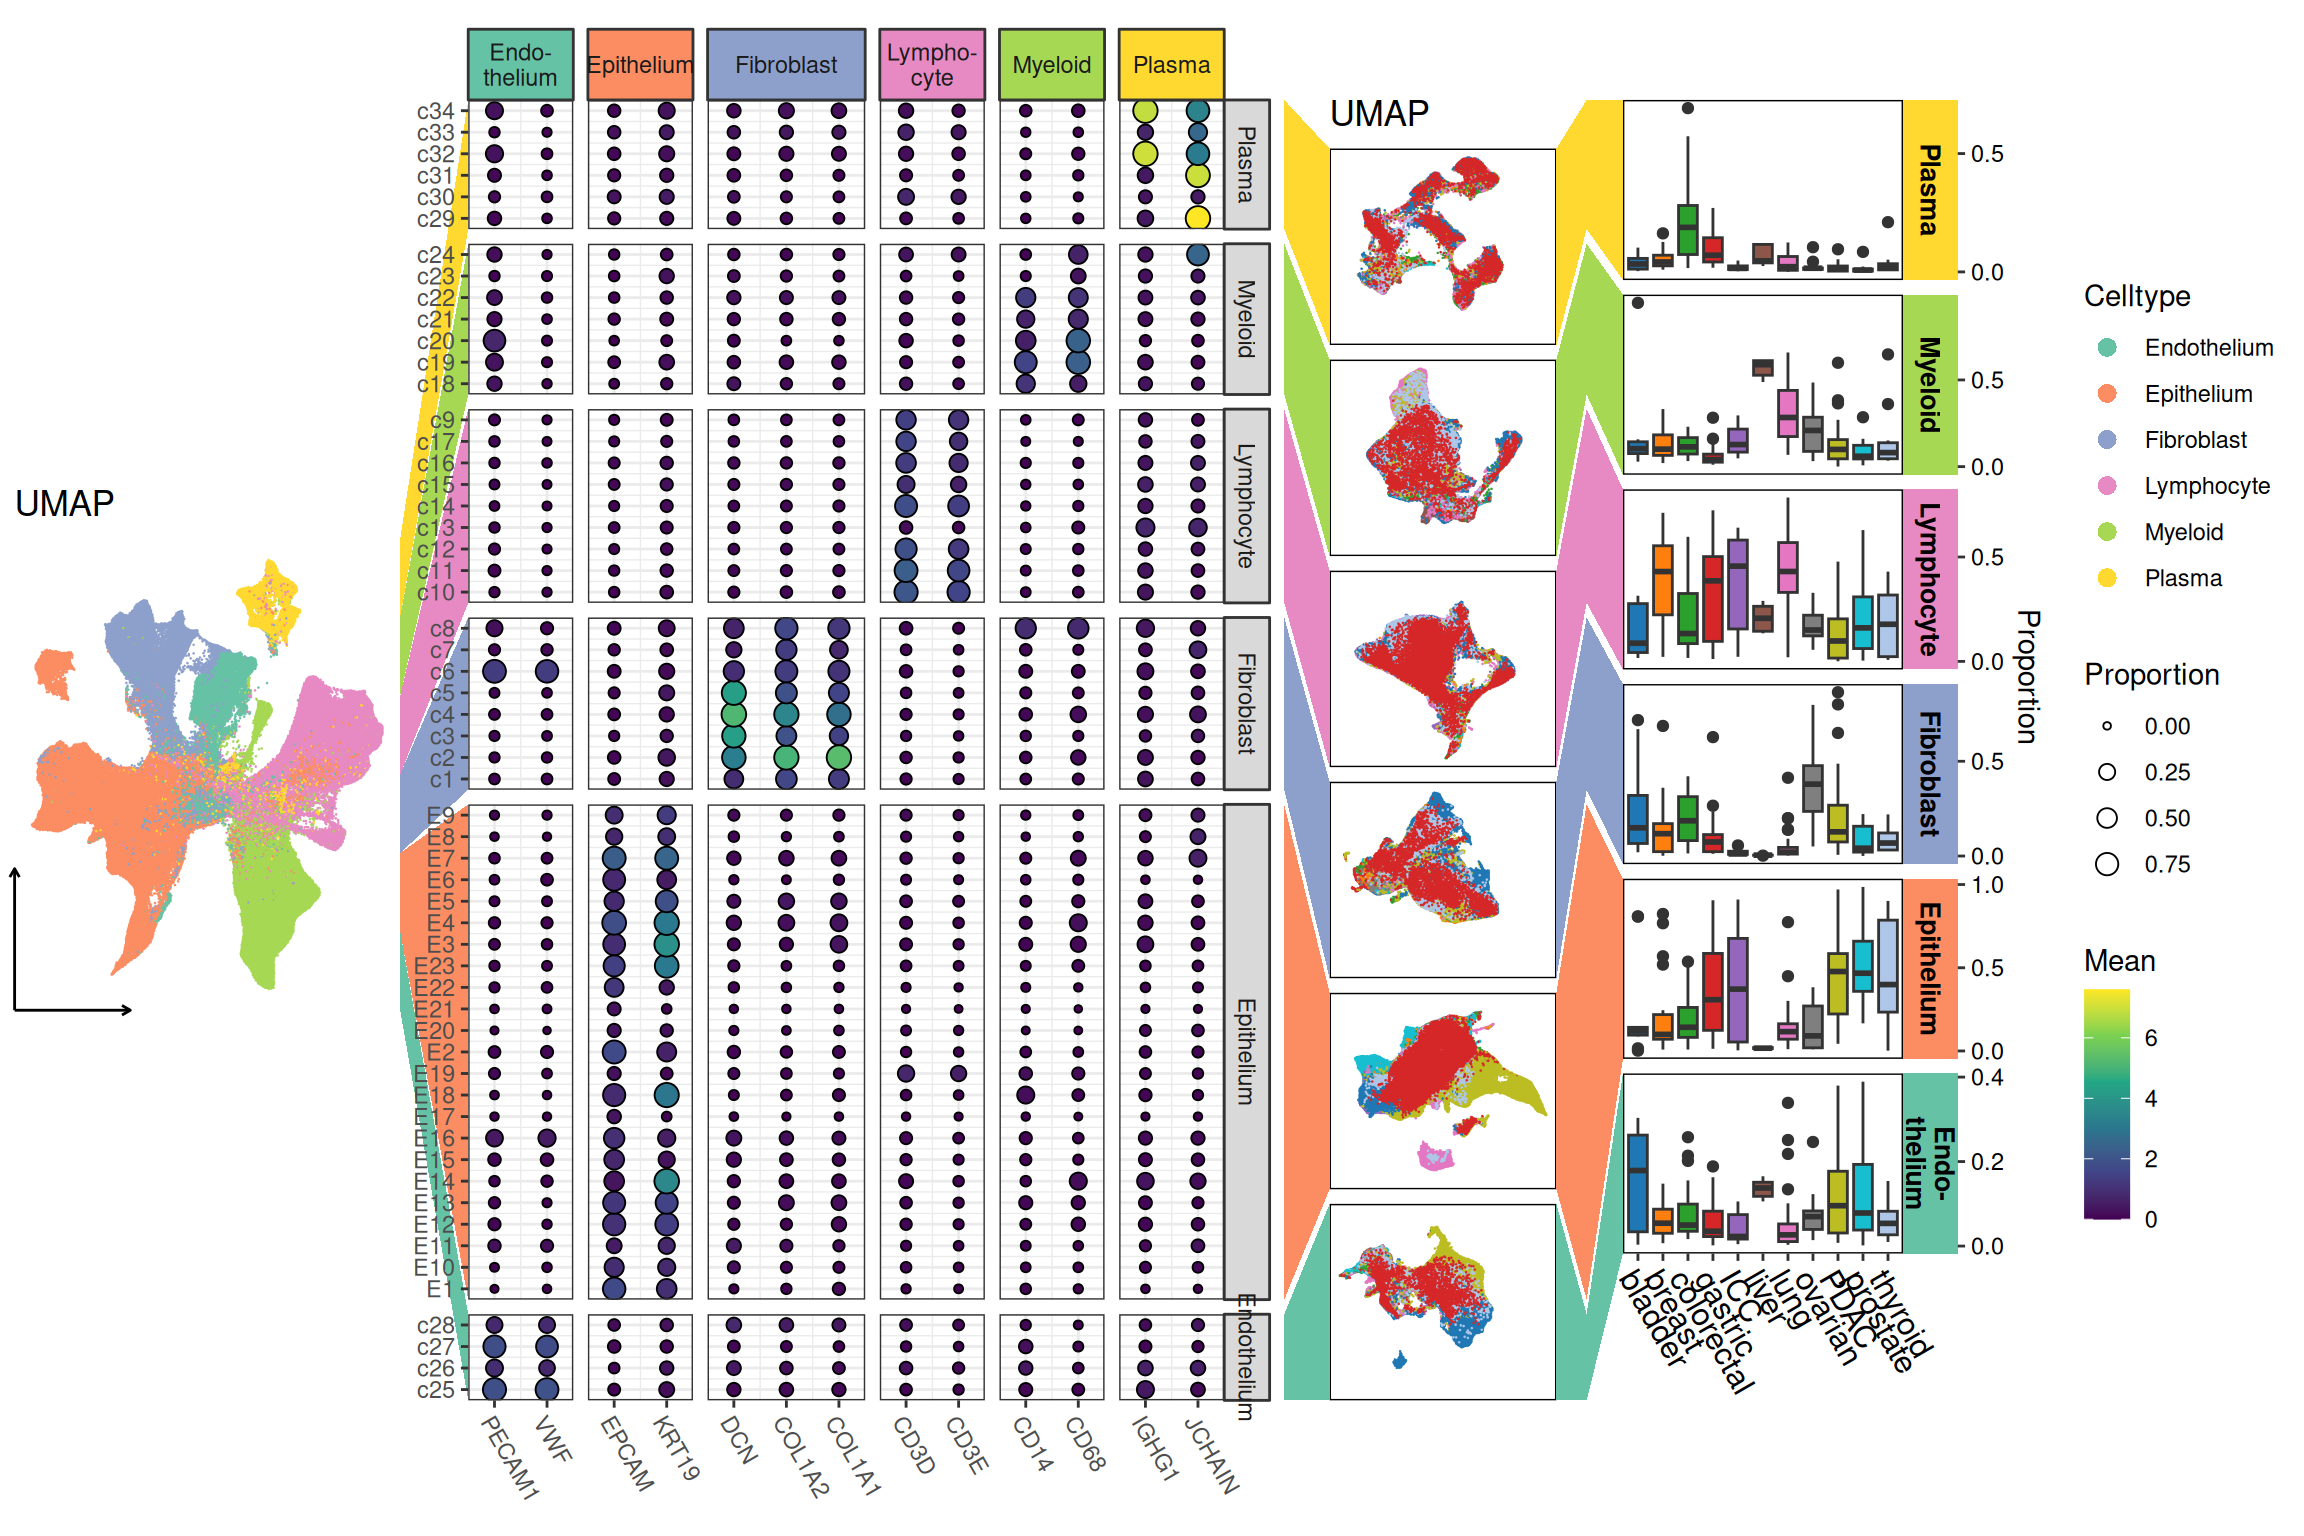 UMAP
Endo-
thelium
Epithelium
Fibroblast
Lympho-
cyte
Myeloid
Plasma
c34
c33
c32
c31
c30
c29
Plasma
c24
c23
c22
c21
c20
c19
c18
Myeloid
c9
c17
c16
c15
c14
c13
c12
c11
c10
Lymphocyte
c8
c7
c6
c5
c4
c3
c2
c1
Fibroblast
E9
E8
E7
E6
E5
E4
E3
E23
E22
E21
E20
E2
E19
E18
E17
E16
E15
E14
E13
E12
E11
E10
E1
Epithelium
c28
c27
c26
c25
Endothelium
PECAM1
VWF
EPCAM
KRT19
DCN
COL1A2
COL1A1
CD3D
CD3E
CD14
CD68
IGHG1
JCHAIN
UMAP
Plasma
0.5
0.0
Myeloid
0.5
0.0
Lymphocyte
0.5
0.0
Fibroblast
0.5
0.0
Epithelium
1.0
0.5
0.0
Endo-
thelium
0.4
0.2
0.0
Proportion
bladder
breast
colorectal
gastric
ICC
liver
lung
ovarian
PDAC
prostate
thyroid
Celltype
Endothelium
Epithelium
Fibroblast
Lymphocyte
Myeloid
Plasma
Proportion
0.00
0.25
0.50
0.75
Mean
6
4
2
0